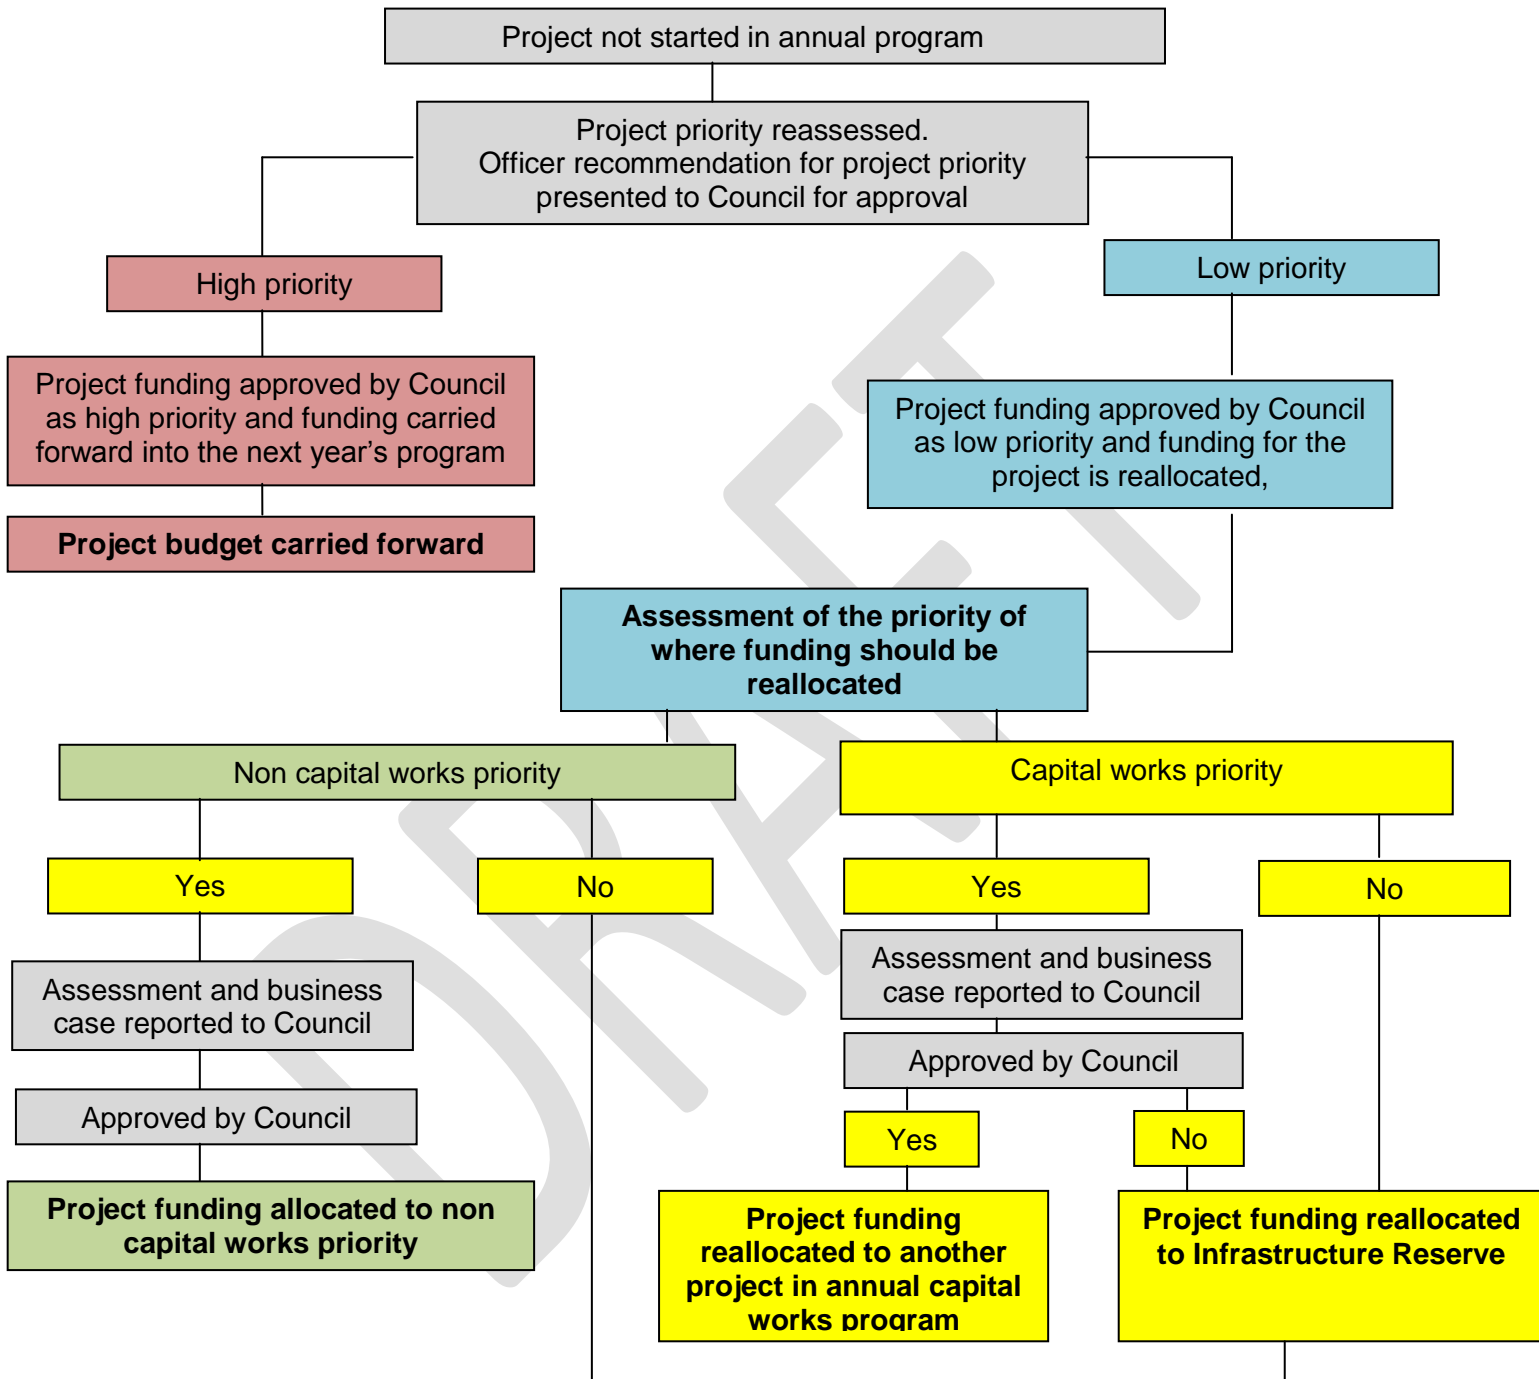 Project not started in annual program
Project priority reassessed.
Officer recommendation for project priority
presented to Council for approval
High priority
Low priority
Project funding approved by Council
as high priority and funding carried
forward into the next year’s program
Project funding approved by Council
as low priority and funding for the
project is reallocated,
Project budget carried forward
Assessment of the priority of
where funding should be
reallocated
Non capital works priority
Capital works priority
Yes
No
Yes
No
Assessment and business
case reported to Council
Assessment and business
case reported to Council
Approved by Council
Approved by Council
Yes
No
Project funding allocated to non
capital works priority
Project funding
reallocated to another
project in annual capital
works program
Project funding reallocated
to Infrastructure Reserve
DRAFT